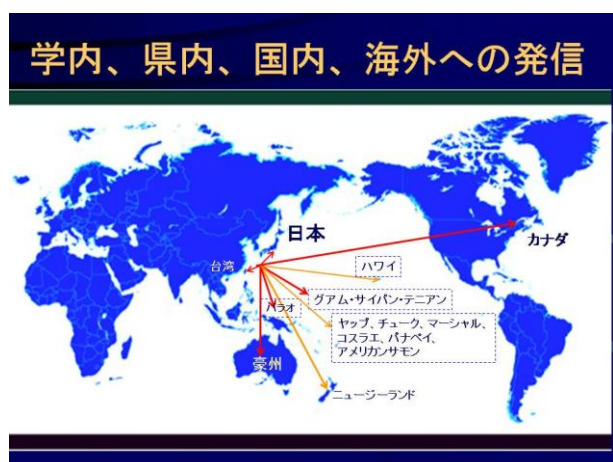 学内、県内、国内、海外への発信
日本
カナダ
台湾
ハワイ
パラオ
グアム・サイパン・テニアン
ヤップ、チューク、マーシャル、
コスラエ、パナペイ、
アメリカンサモン
豪州
ニュージーランド